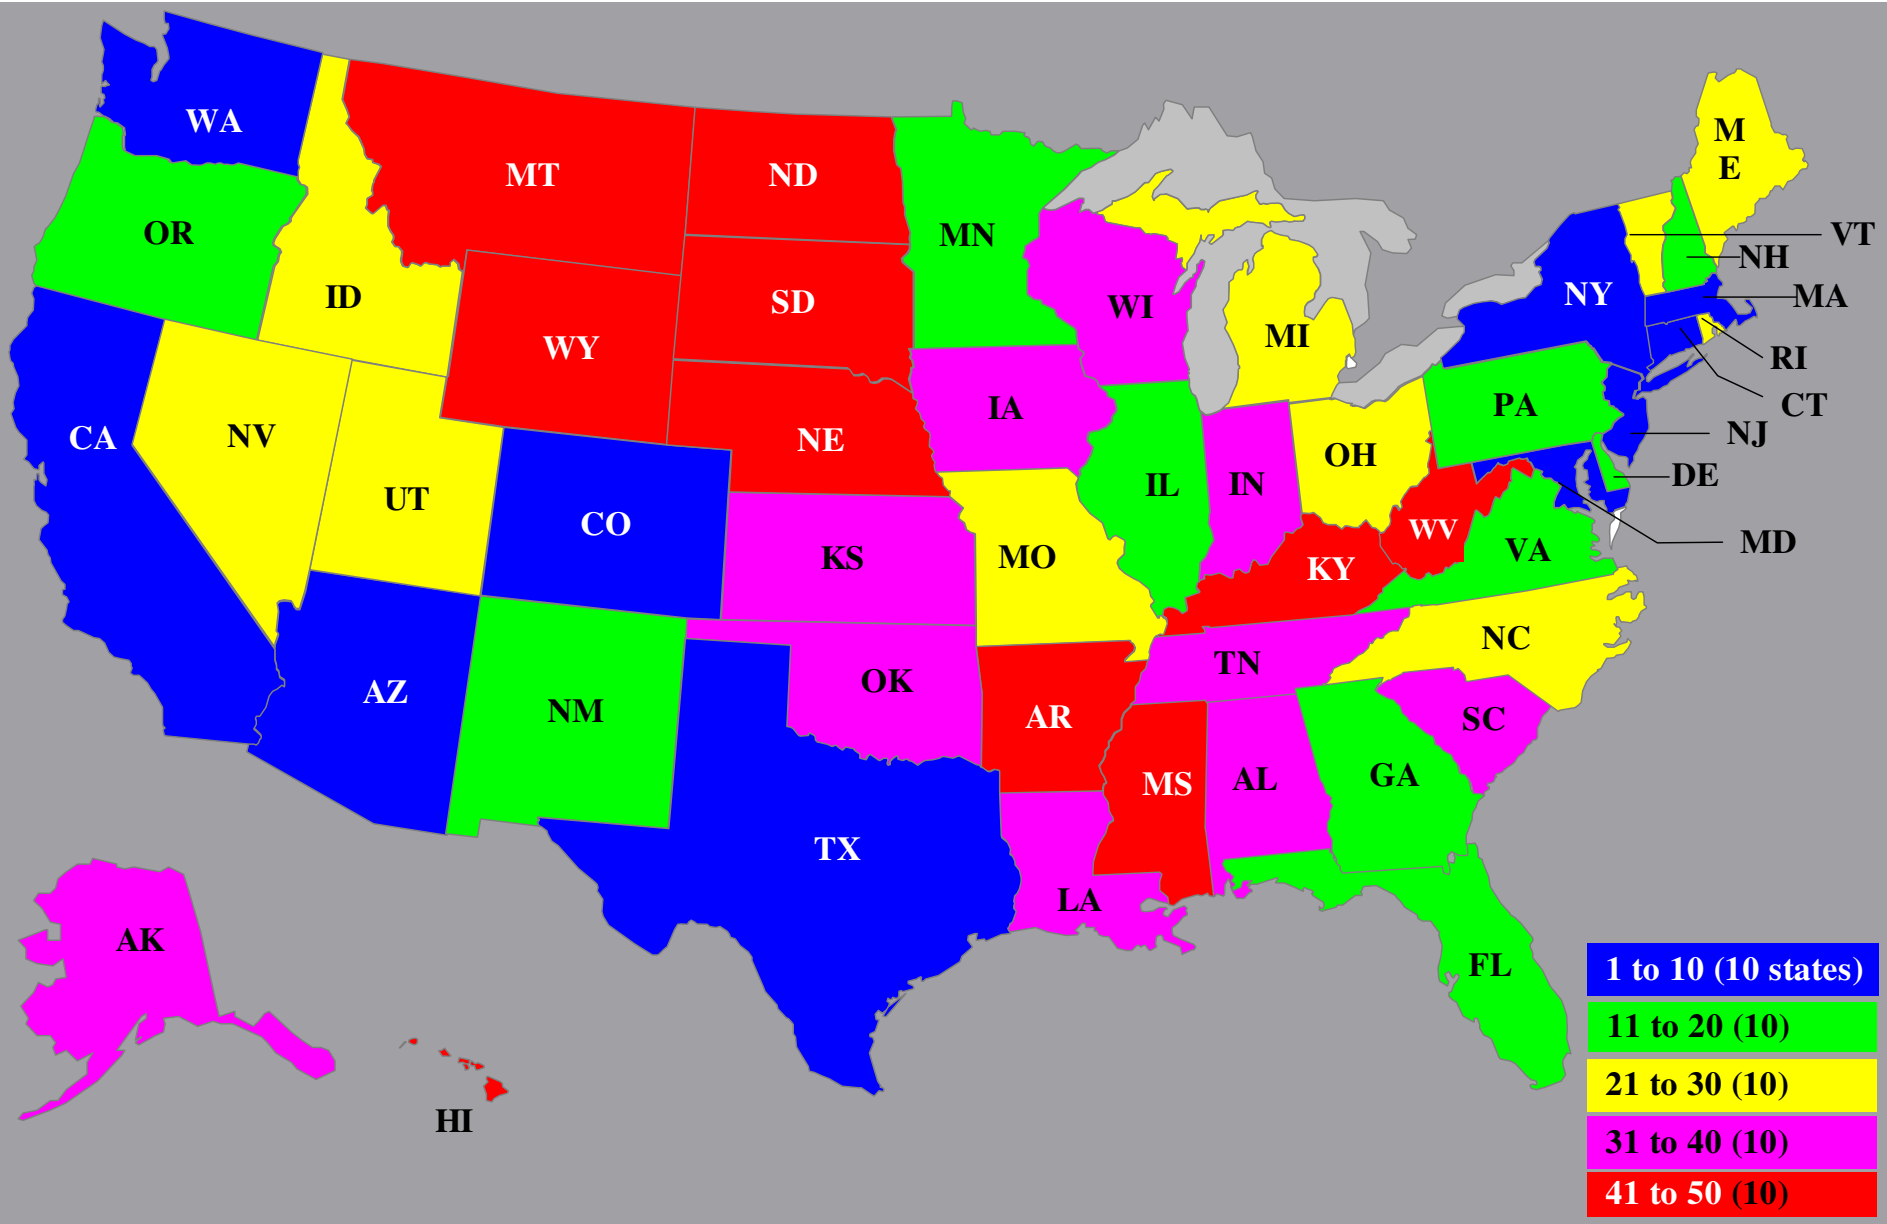 WA
MT
ND
M
E
OR
MN
VT
NH
ID
SD
WI
NY
MA
WY
MI
RI
CA
NV
NE
IA
PA
CT
NJ
UT
CO
IL
IN
OH
DE
KS
MO
WV
KY
VA
MD
AZ
NM
OK
TN
NC
AR
SC
MS
AL
GA
TX
LA
AK
FL
HI
1 to 10 (10 states)
11 to 20 (10)
21 to 30 (10)
31 to 40 (10)
41 to 50 (10)